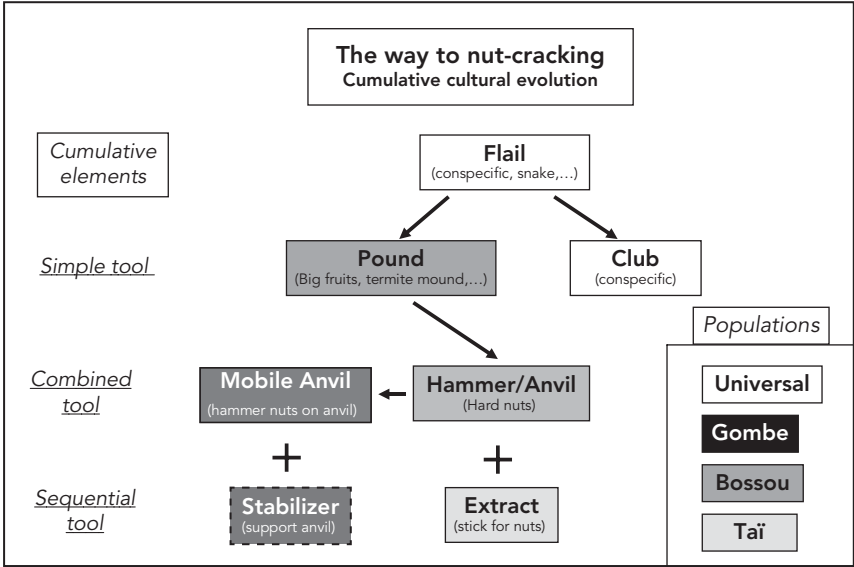 The way to nut-cracking
Cumulative cultural evolution
Cumulative
elements
Flail
(conspecific, snake,…)
Simple tool
Pound
(Big fruits, termite mound,…)
Club
(conspecific)
Populations
Combined
tool
Mobile Anvil
(hammer nuts on anvil)
Hammer/Anvil
(Hard nuts)
Universal
Gombe
+
+
Sequential
tool
Stabilizer
(support anvil)
Extract
(stick for nuts)
Bossou
Taï